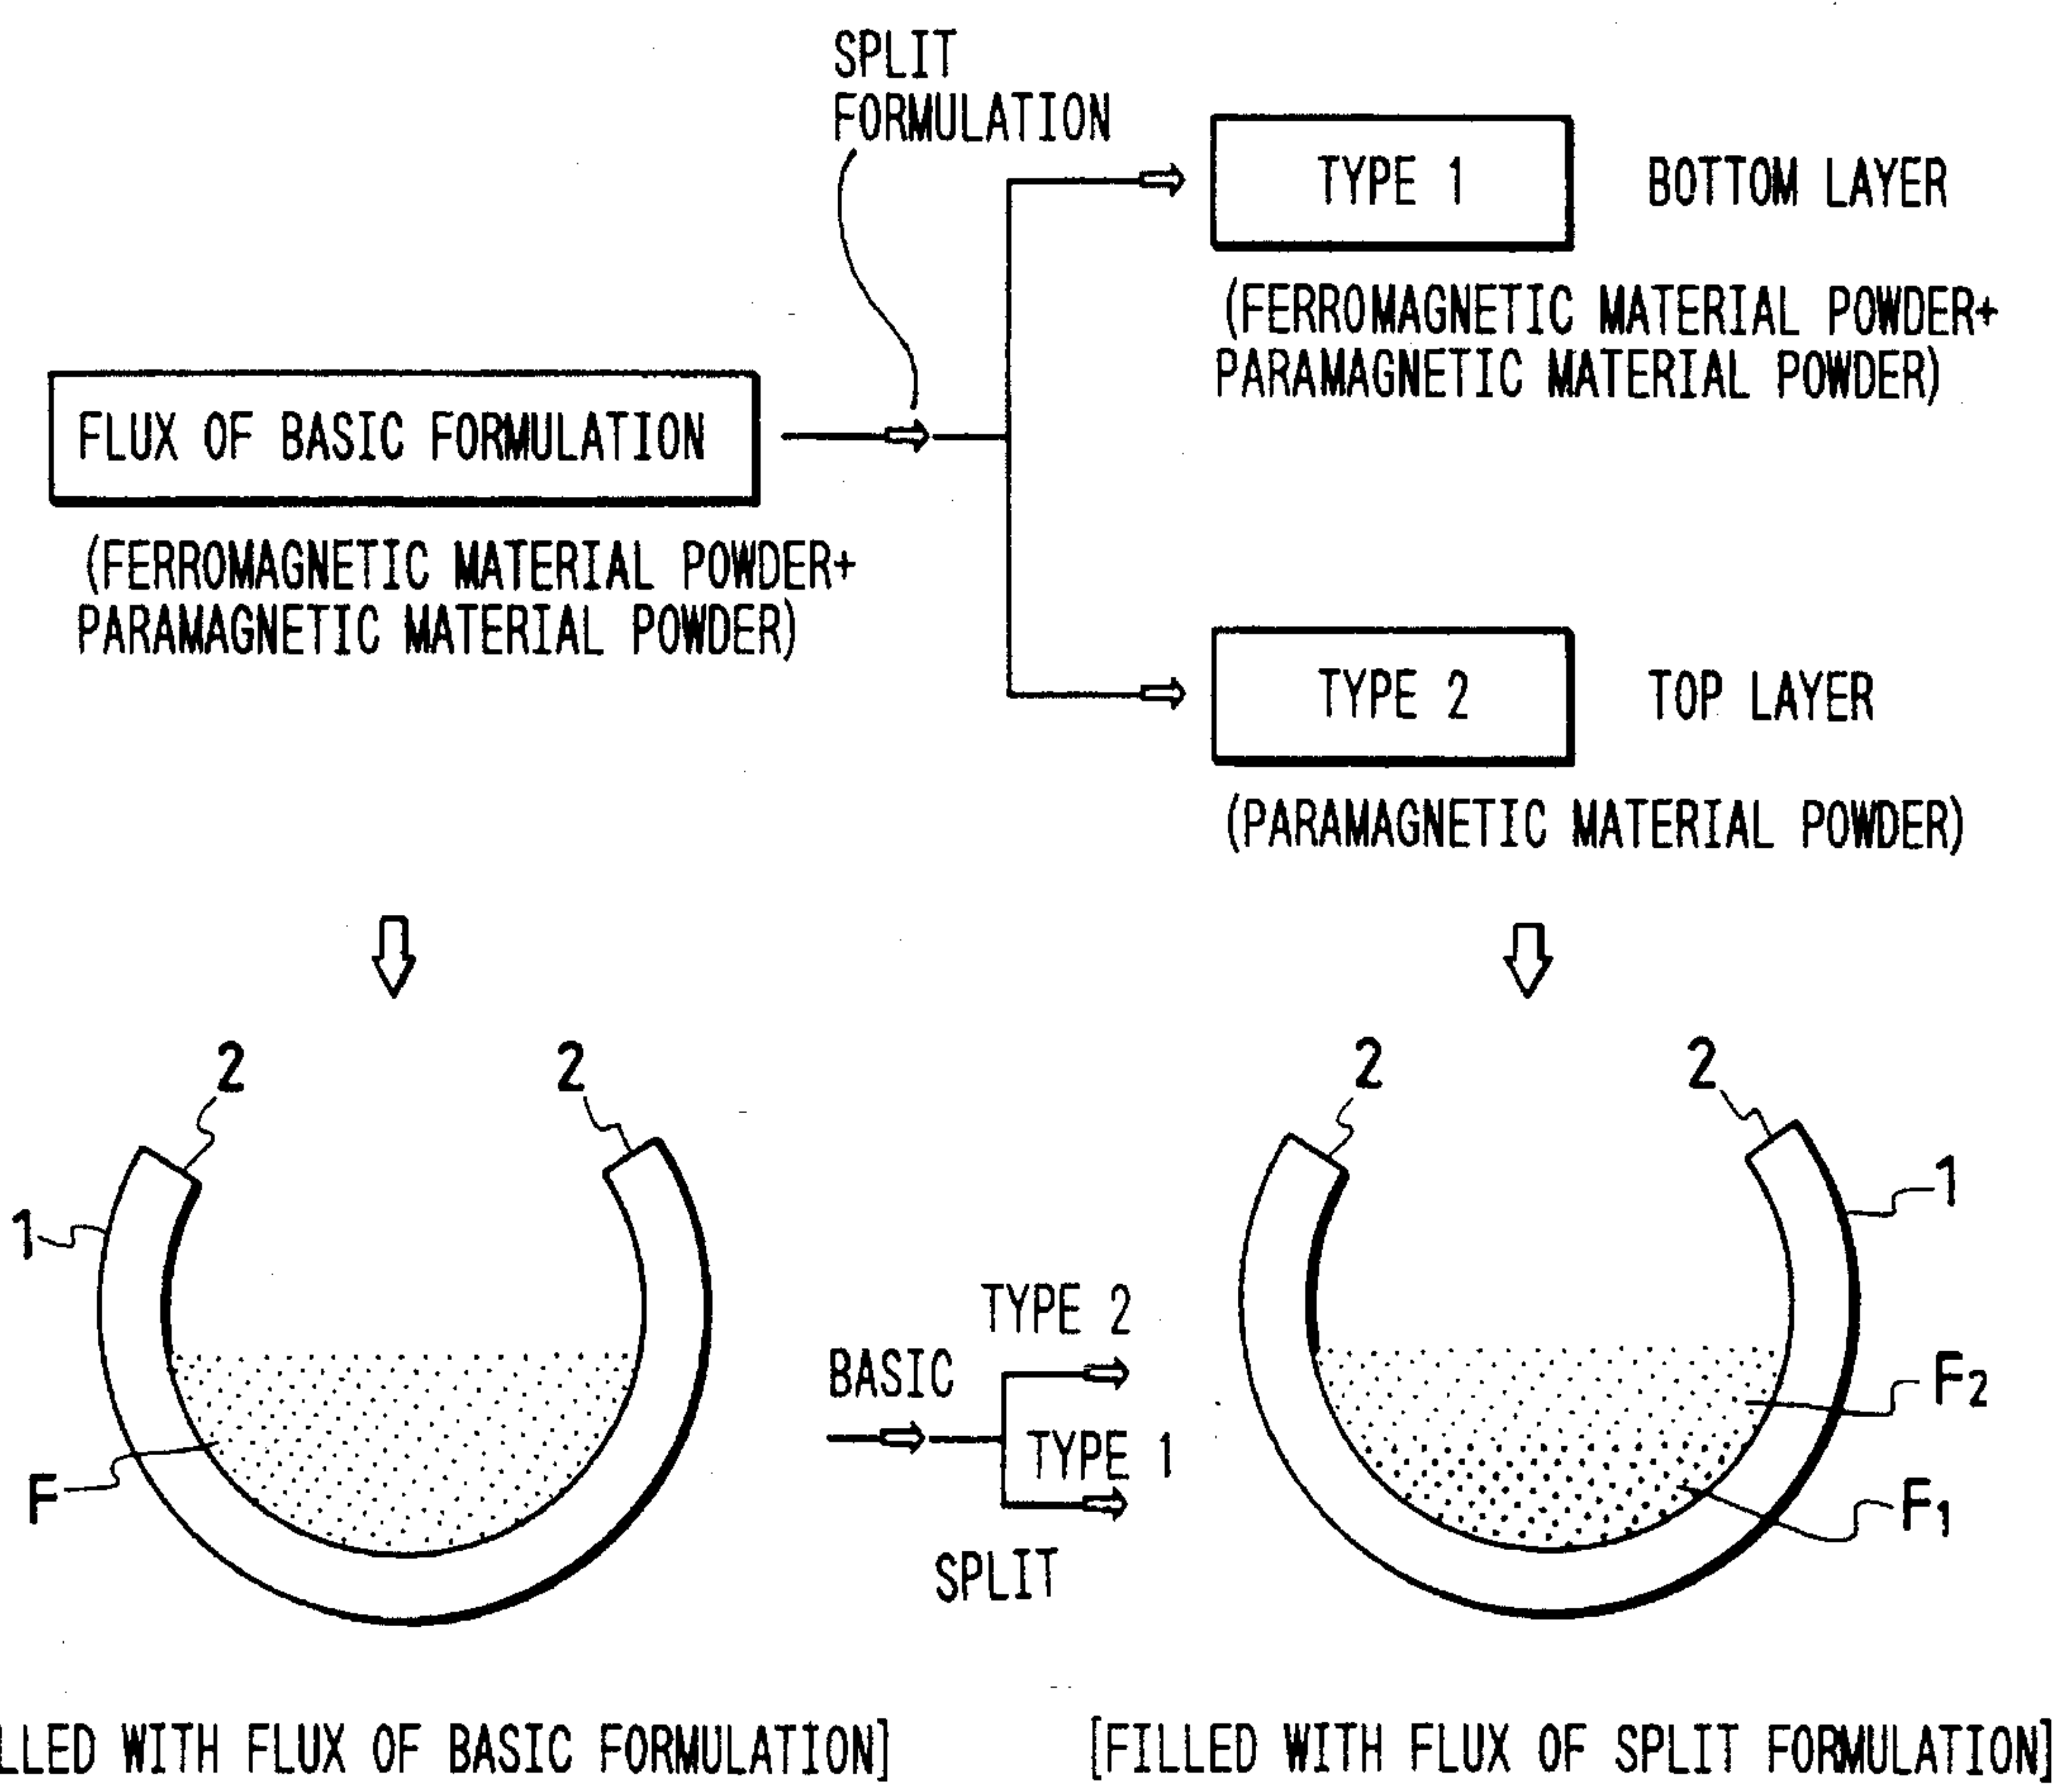 SPLIT
FORMULATION
TYPE 1
BOTTOM LAYER
(FERROMAGNETIC MATERIAL POWDER+
PARAMAGNETIC MATERIAL POWDER)
FLUX OF BASIC FORMULATION
(FERROMAGNETIC MATERIAL POWDER+
PARAMAGNETIC MATERIAL POWDER)
TYPE 2
TOP LAYER
(PARAMAGNETIC MATERIAL POWDER)
2
2
1
F
TYPE 2
BASIC
TYPE 1
SPLIT
2
2
1
F2
F1
LLED WITH FLUX OF BASIC FORMULATION]
[FILLED WITH FLUX OF SPLIT FORMULATION]